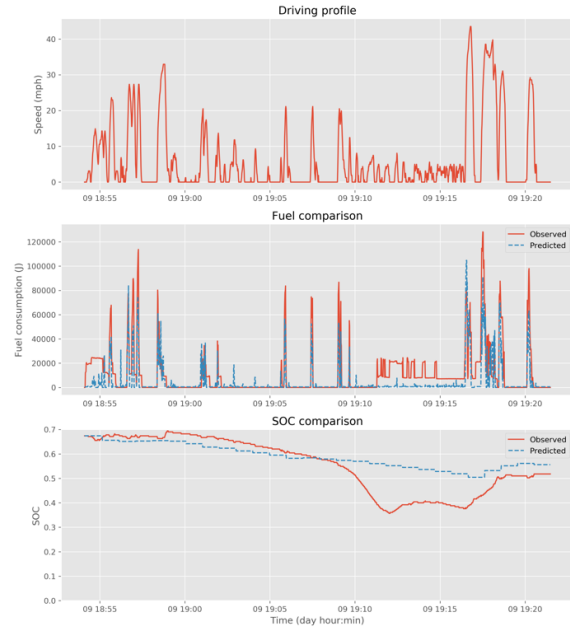 Driving profile
40
30
20
10
0
Speed (mph)
09 18:55 09 19:00 09 19:05 09 19:10 09 19:15 09 19:20
Fuel comparison
120000
100000
80000
60000
40000
20000
0
Fuel consumption (J)
Observed
Predicted
09 18:55 09 19:00 09 19:05 09 19:10 09 19:15 09 19:20
SOC comparison
0.7
0.6
0.5
0.4
0.3
0.2
0.1
0.0
SOC
Observed
Predicted
09 18:55 09 19:00 09 19:05 09 19:10 09 19:15 09 19:20
Time (day hour:min)